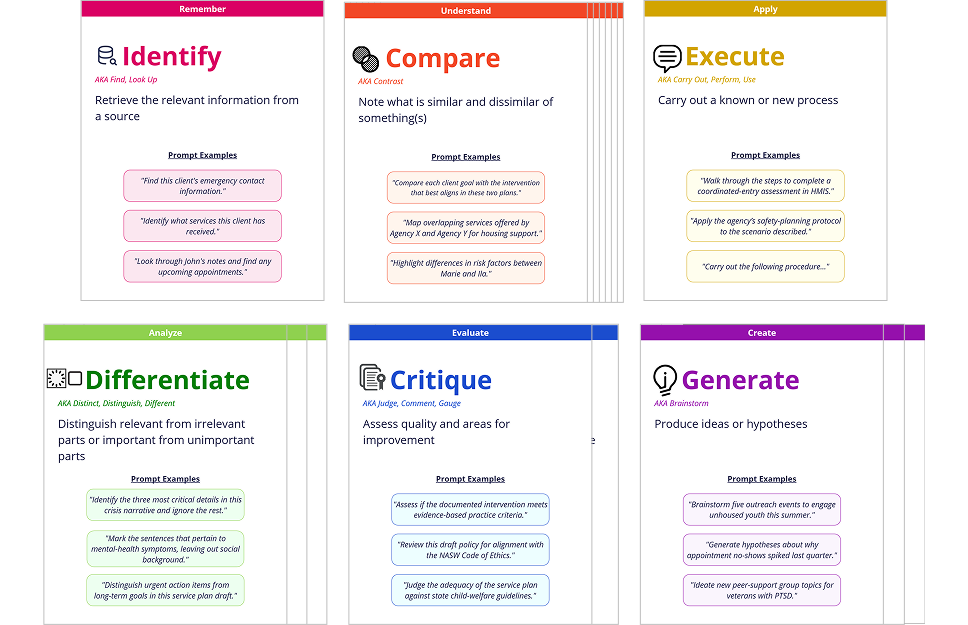 Remember
Identify
AKA Find, Look Up
Retrieve the relevant information from
a source
Prompt Examples
"Find this client's emergency contact
information."
"Identify what services this client has
received."
"Look through John's notes and find any
upcoming appointments."
Understand
Compare
AKA Contrast
Note what is similar and dissimilar of
something(s)
Prompt Examples
"Compare each client goal with the intervention
that best aligns in these two plans."
"Map overlapping services offered by
Agency X and Agency Y for housing support."
"Highlight differences in risk factors between
Marie and Ila."
Apply
Execute
AKA Carry Out, Perform, Use
Carry out a known or new process
Prompt Examples
"Walk through the steps to complete a
coordinated-entry assessment in HMIS."
"Apply the agency's safety-planning protocol
to the scenario described."
"Carry out the following procedure..."
Analyze
Differentiate
AKA Distinct, Distinguish, Different
Distinguish relevant from irrelevant
parts or important from unimportant
parts
Prompt Examples
"Identify the three most critical details in this
crisis narrative and ignore the rest."
"Mark the sentences that pertain to
mental-health symptoms, leaving out social
background."
"Distinguish urgent action items from
long-term goals in this service plan draft."
Evaluate
Critique
AKA Judge, Comment, Gauge
Assess quality and areas for
improvement
e
Prompt Examples
"Assess if the documented intervention meets
evidence-based practice criteria."
"Review this draft policy for alignment with
the NASW Code of Ethics."
"Judge the adequacy of the service plan
against state child-welfare guidelines."
Create
Generate
AKA Brainstorm
Produce ideas or hypotheses
Prompt Examples
"Brainstorm five outreach events to engage
unhoused youth this summer."
"Generate hypotheses about why
appointment no-shows spiked last quarter."
"Ideate new peer-support group topics for
veterans with PTSD."